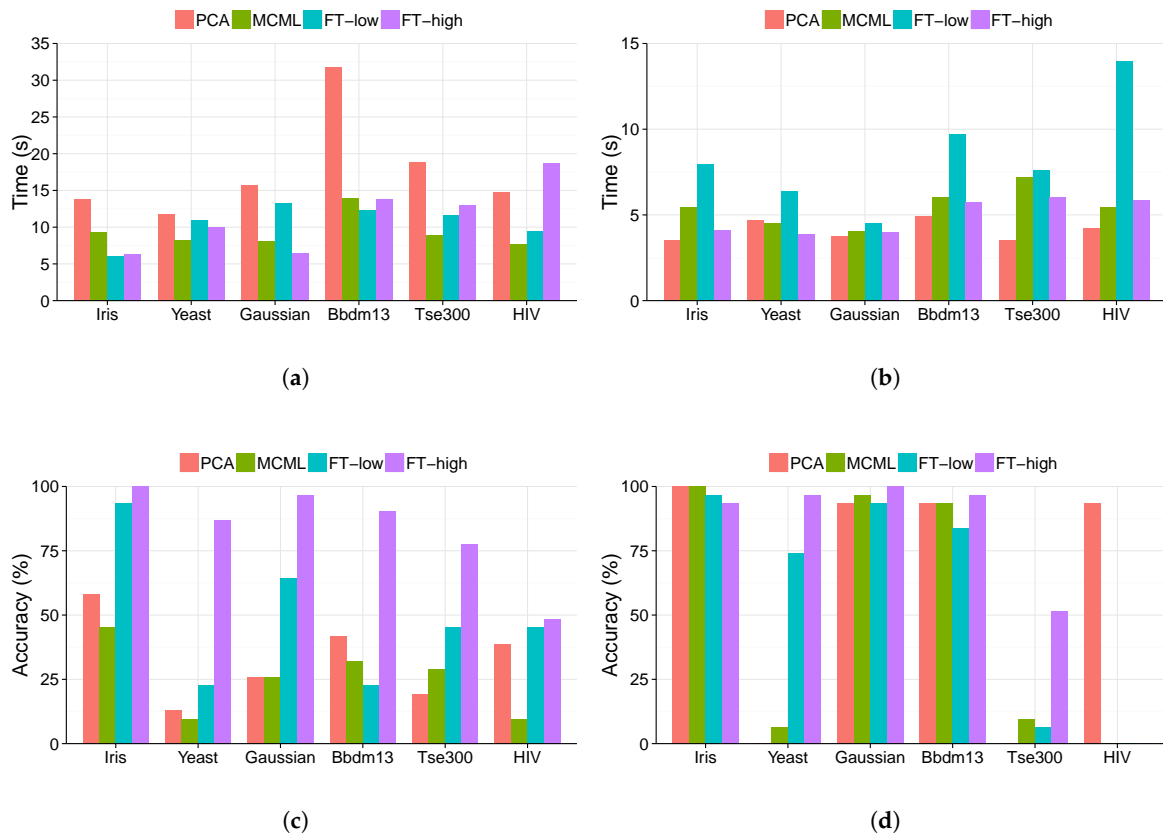 PCA MCML FT−low FT−high
35
30
25
20
15
10
5
0
Time (s)
Iris Yeast Gaussian Bbdm13 Tse300 HIV
(a)
PCA MCML FT−low FT−high
15
10
5
0
Time (s)
Iris Yeast Gaussian Bbdm13 Tse300 HIV
(b)
PCA MCML FT−low FT−high
100
75
50
25
0
Accuracy (%)
Iris Yeast Gaussian Bbdm13 Tse300 HIV
(c)
PCA MCML FT−low FT−high
100
75
50
25
0
Accuracy (%)
Iris Yeast Gaussian Bbdm13 Tse300 HIV
(d)